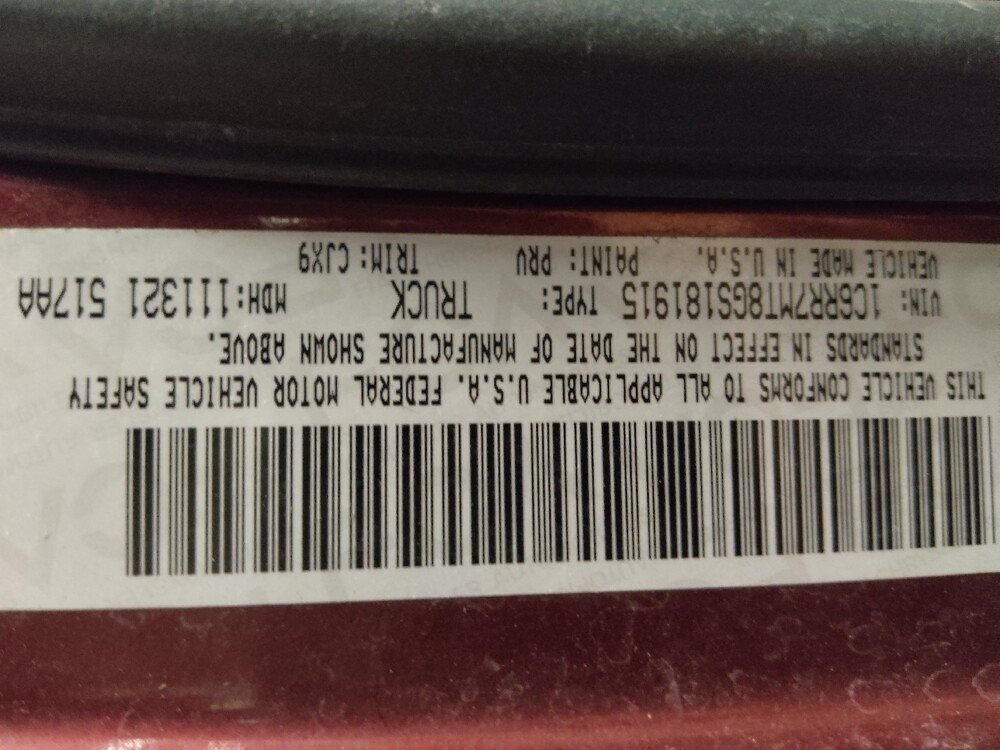 THIS VEHICLE CONFORMS TO ALL APPLICABLE U.S.A. FEDERAL MOTOR VEHICLE SAFETY
STANDARDS IN EFFECT ON THE DATE OF MANUFACTURE SHOWN ABOVE.
VIN: 1C6RR7MT8GS181915 TYPE: TRUCK MDH:111321 517AA
VEHICLE MADE IN U.S.A. PAINT: PRV TRIM: CJX9